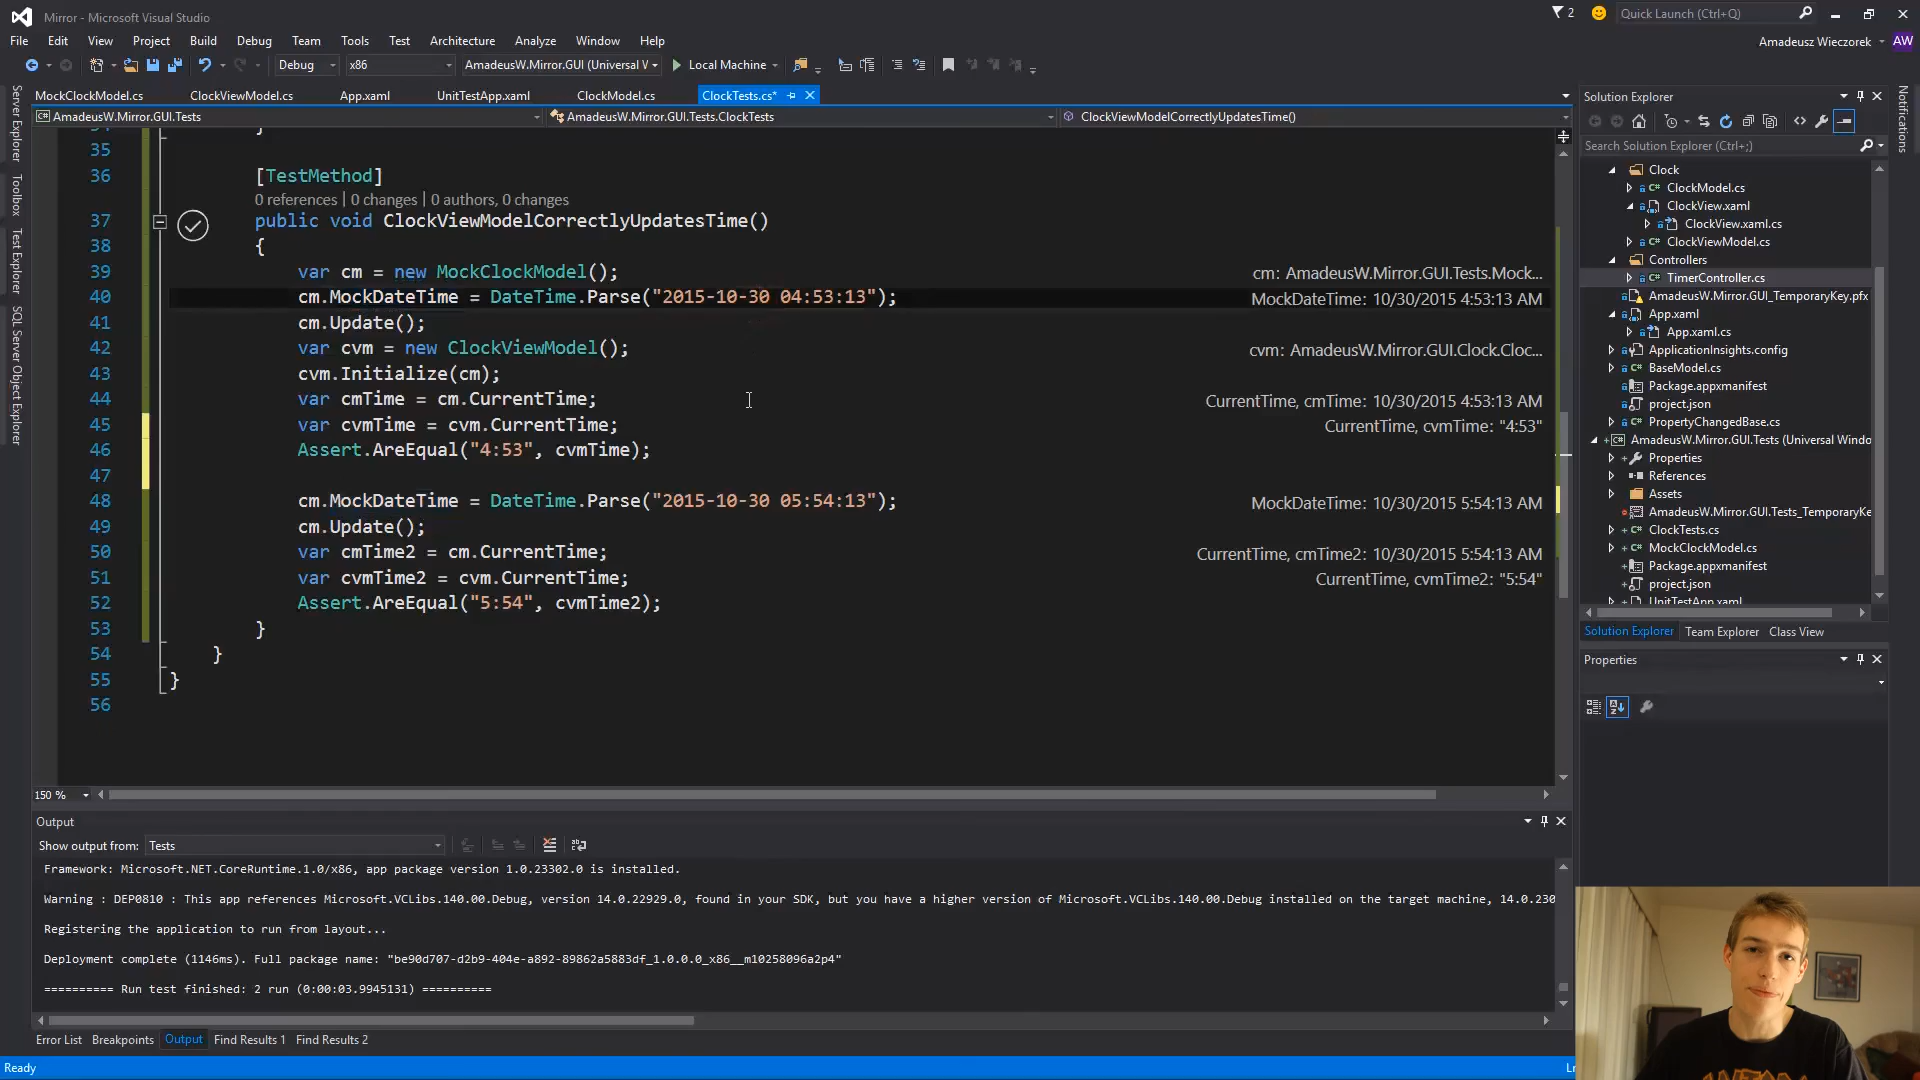 Mirror - Microsoft Visual Studio
2
Quick Launch (Ctrl+Q)
File Edit View Project Build Debug Team Tools Test Architecture Analyze Window Help
Amadeusz Wieczorek AW
Debug x86 AmadeusW.Mirror.GUI (Universal W Local Machine
MockClockModel.cs ClockViewModel.cs App.xaml UnitTestApp.xaml ClockModel.cs ClockTests.cs*
AmadeusW.Mirror.GUI.Tests AmadeusW.Mirror.GUI.Tests.ClockTests ClockViewModelCorrectlyUpdatesTime()
Server Explorer
Toolbox
Test Explorer
SQL Server Object Explorer
35
36 [TestMethod]
0 references | 0 changes | 0 authors, 0 changes
37 public void ClockViewModelCorrectlyUpdatesTime()
38 {
39 var cm = new MockClockModel(); cm: AmadeusW.Mirror.GUI.Tests.Mock...
40 cm.MockDateTime = DateTime.Parse("2015-10-30 04:53:13"); MockDateTime: 10/30/2015 4:53:13 AM
41 cm.Update();
42 var cvm = new ClockViewModel(); cvm: AmadeusW.Mirror.GUI.Clock.Cloc...
43 cvm.Initialize(cm);
44 var cmTime = cm.CurrentTime; CurrentTime, cmTime: 10/30/2015 4:53:13 AM
45 var cvmTime = cvm.CurrentTime; CurrentTime, cvmTime: "4:53"
46 Assert.AreEqual("4:53", cvmTime);
47
48 cm.MockDateTime = DateTime.Parse("2015-10-30 05:54:13"); MockDateTime: 10/30/2015 5:54:13 AM
49 cm.Update();
50 var cmTime2 = cm.CurrentTime; CurrentTime, cmTime2: 10/30/2015 5:54:13 AM
51 var cvmTime2 = cvm.CurrentTime; CurrentTime, cvmTime2: "5:54"
52 Assert.AreEqual("5:54", cvmTime2);
53 }
54 }
55 }
56
150 %
Output
Show output from: Tests
Framework: Microsoft.NET.CoreRuntime.1.0/x86, app package version 1.0.23302.0 is installed.
Warning : DEP0810 : This app references Microsoft.VCLibs.140.00.Debug, version 14.0.22929.0, found in your SDK, but you have a higher version of Microsoft.VCLibs.140.00.Debug installed on the target machine, 14.0.230
Registering the application to run from layout...
Deployment complete (1146ms). Full package name: "be90d707-d2b9-404e-a892-89862a5883df_1.0.0.0_x86__m10258096a2p4"
========== Run test finished: 2 run (0:00:03.9945131) ==========
Error List Breakpoints Output Find Results 1 Find Results 2
Ready
Solution Explorer
Search Solution Explorer (Ctrl+;)
Clock
ClockModel.cs
ClockView.xaml
ClockView.xaml.cs
ClockViewModel.cs
Controllers
TimerController.cs
AmadeusW.Mirror.GUI_TemporaryKey.pfx
App.xaml
App.xaml.cs
ApplicationInsights.config
BaseModel.cs
Package.appxmanifest
project.json
PropertyChangedBase.cs
AmadeusW.Mirror.GUI.Tests (Universal Windo
Properties
References
Assets
AmadeusW.Mirror.GUI.Tests_TemporaryKe
ClockTests.cs
MockClockModel.cs
Package.appxmanifest
project.json
UnitTestApp.xaml
Solution Explorer Team Explorer Class View
Properties
Notifications